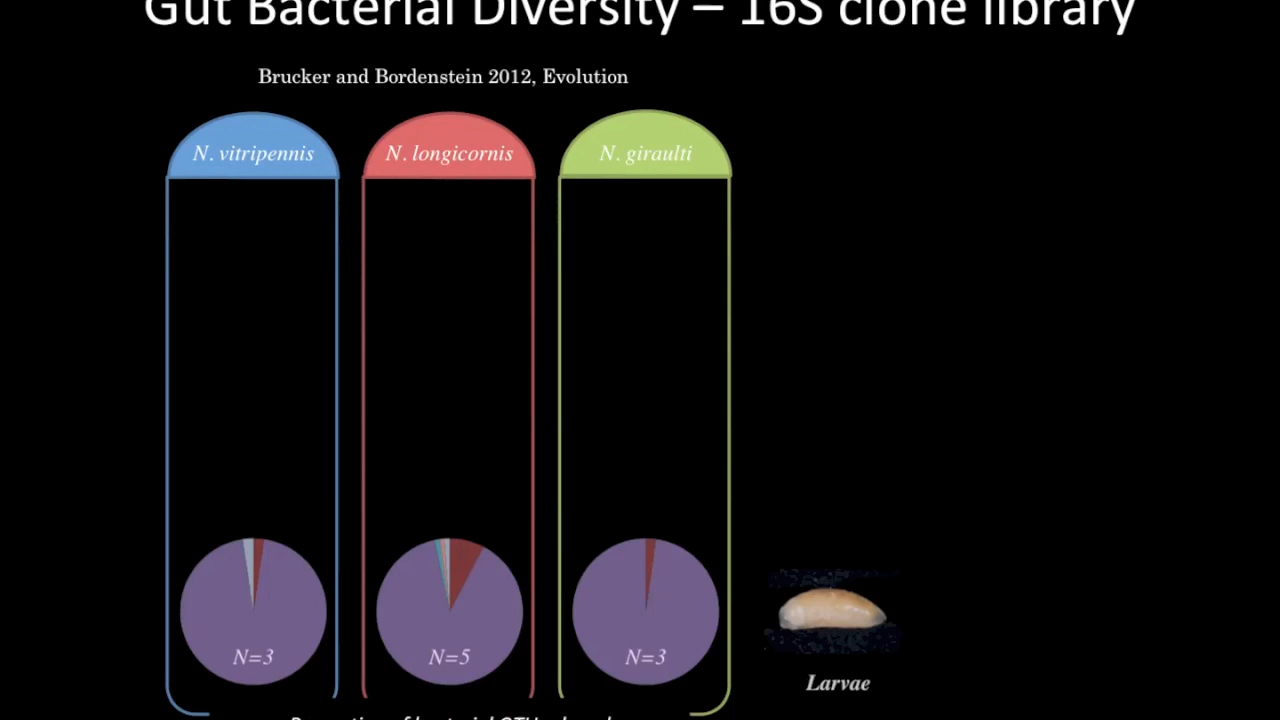 Gut Bacterial Diversity – 16S clone library
Brucker and Bordenstein 2012, Evolution
N. vitripennis N. longicornis N. giraulti
N=3 N=5 N=3
Larvae